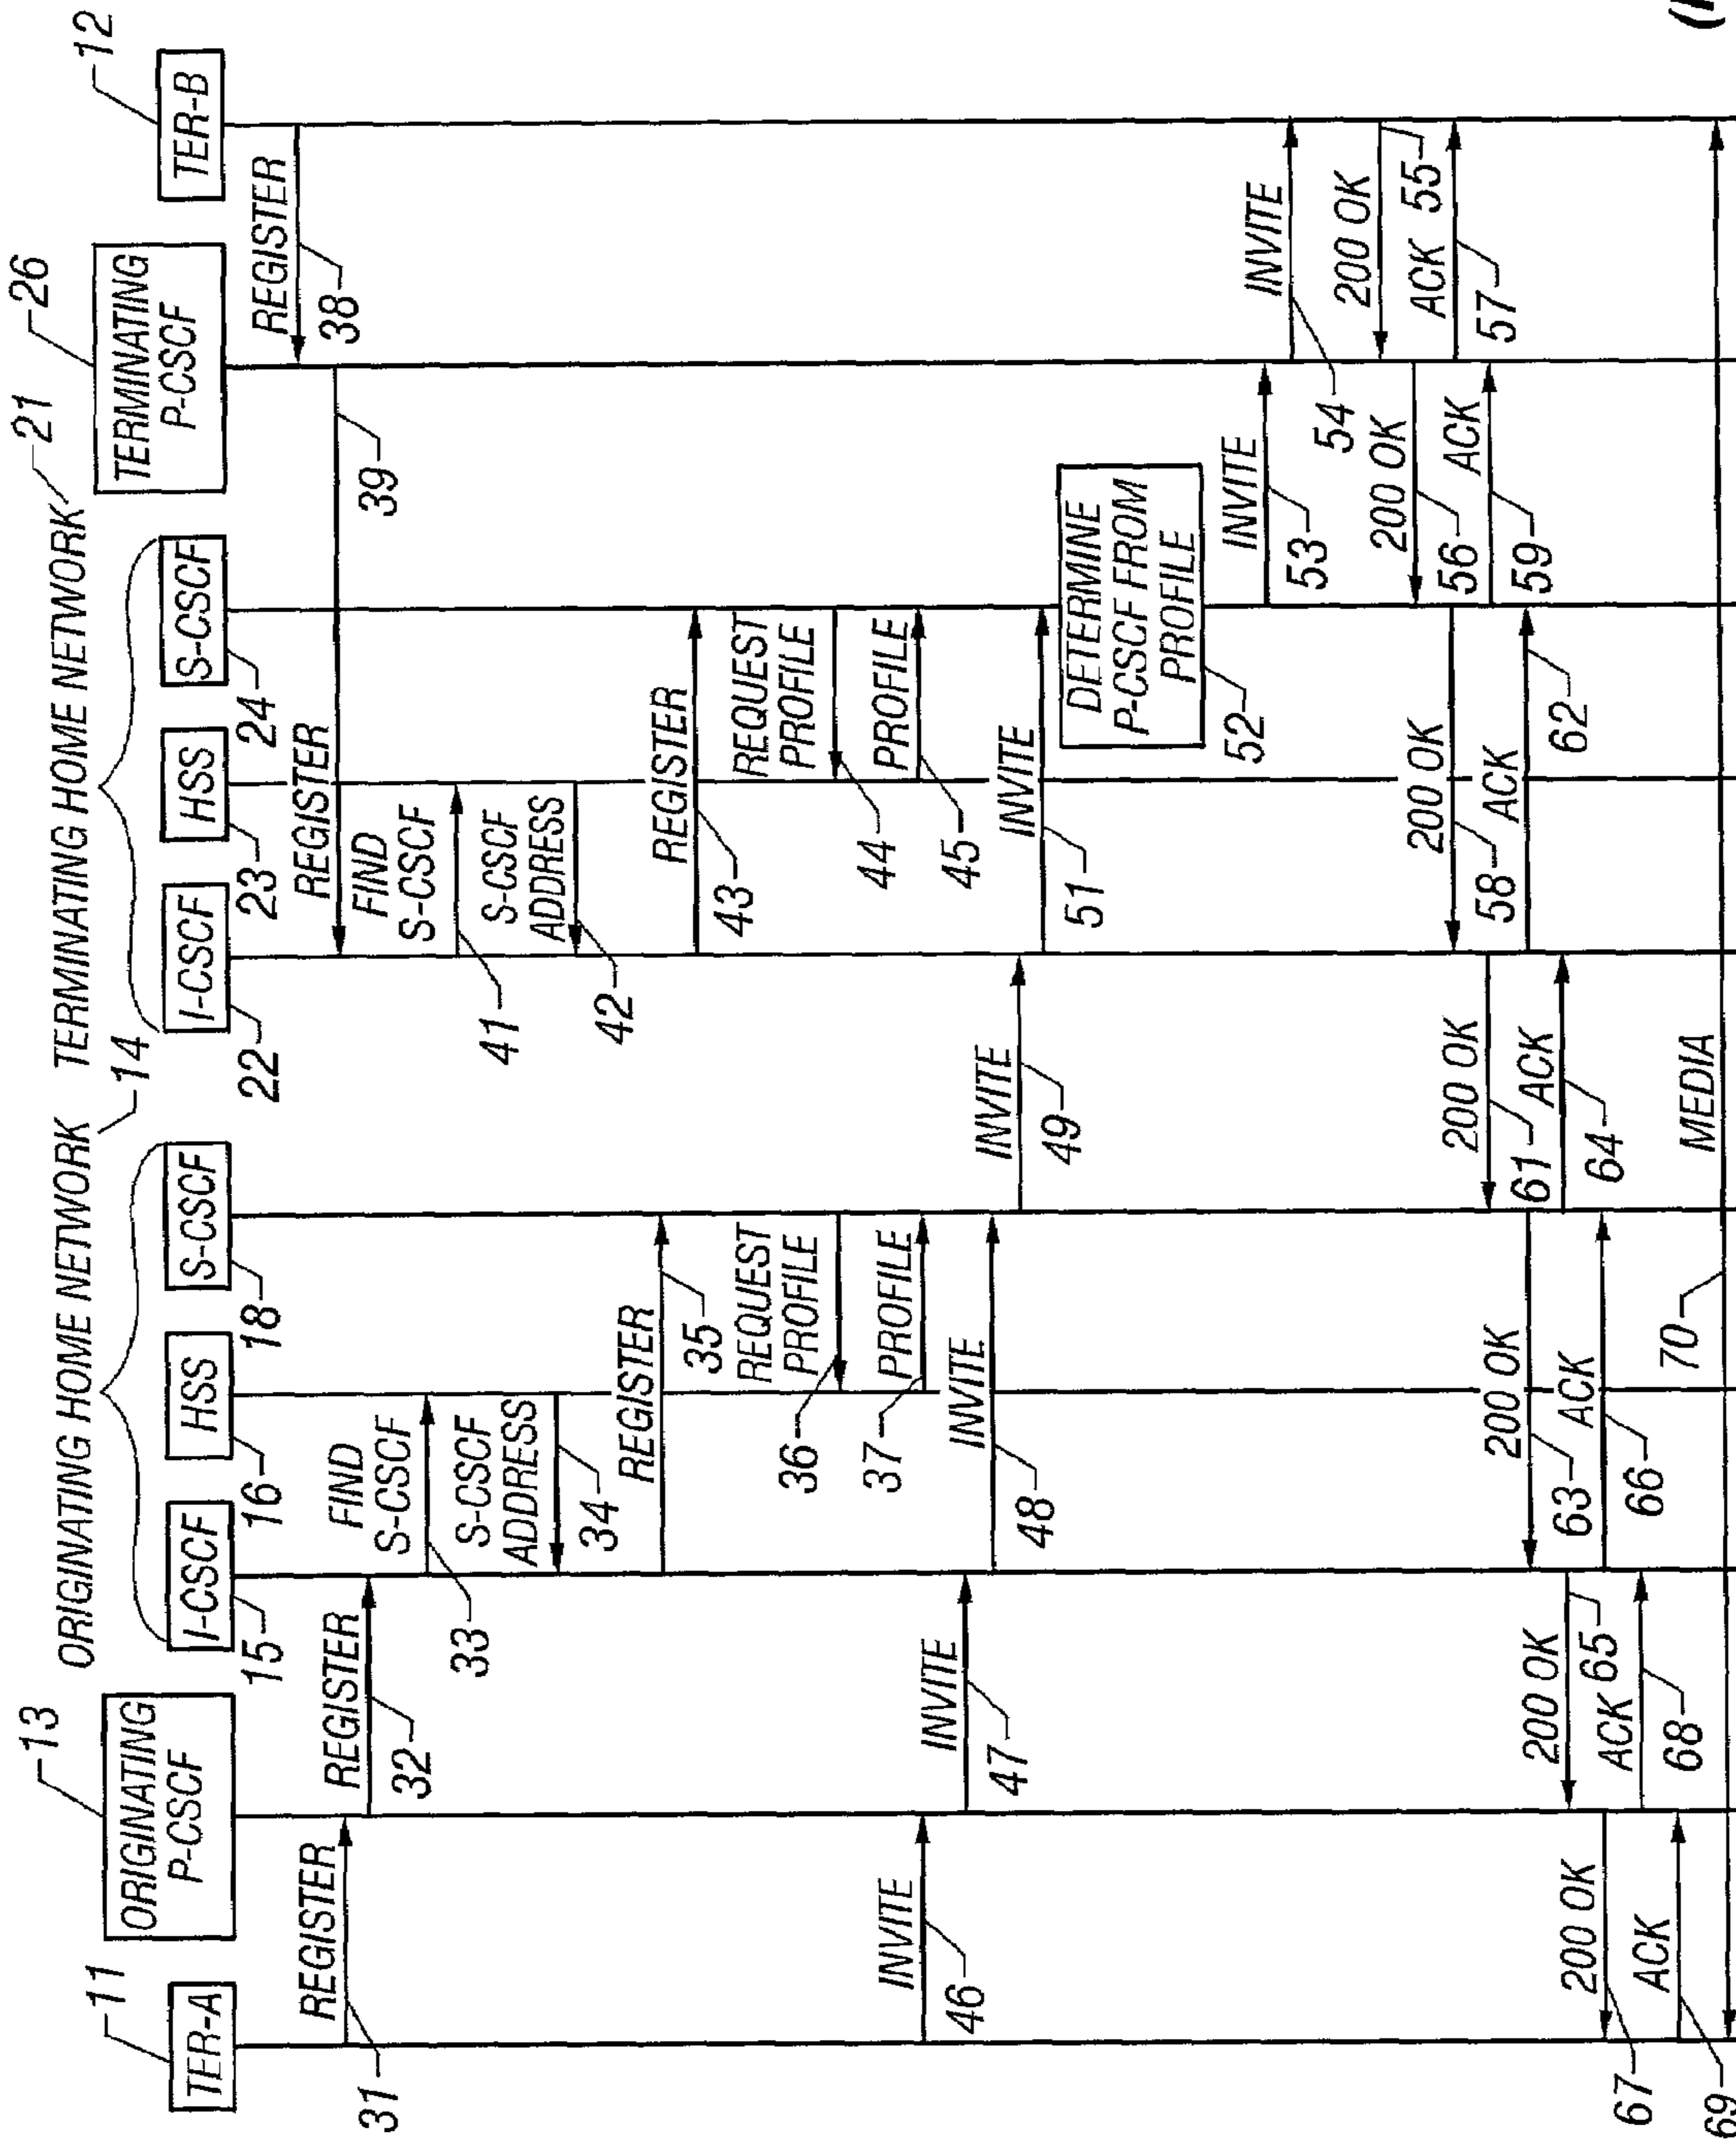 ORIGINATING HOME NETWORK 14
TERMINATING HOME NETWORK 21
11
TER-A
13
ORIGINATING
P-CSCF
I-CSCF
15
HSS
16
S-CSCF
18
I-CSCF
22
HSS
23
S-CSCF
24
26
TERMINATING
P-CSCF
12
TER-B
REGISTER
38
REGISTER
39
REGISTER
31
REGISTER
32
FIND
S-CSCF
33
S-CSCF
ADDRESS
34
FIND
S-CSCF
41
S-CSCF
ADDRESS
42
REGISTER
35
REGISTER
43
REQUEST
PROFILE
36
PROFILE
37
REQUEST
PROFILE
44
PROFILE
45
INVITE
46
INVITE
47
INVITE
48
INVITE
49
INVITE
51
DETERMINE
P-CSCF FROM
PROFILE
52
INVITE
53
INVITE
54
200 OK
55
200 OK
56
ACK
57
200 OK
58
ACK
59
200 OK
61
ACK
62
200 OK
63
ACK
64
200 OK
65
ACK
66
200 OK
67
ACK
68
ACK
69
MEDIA
70